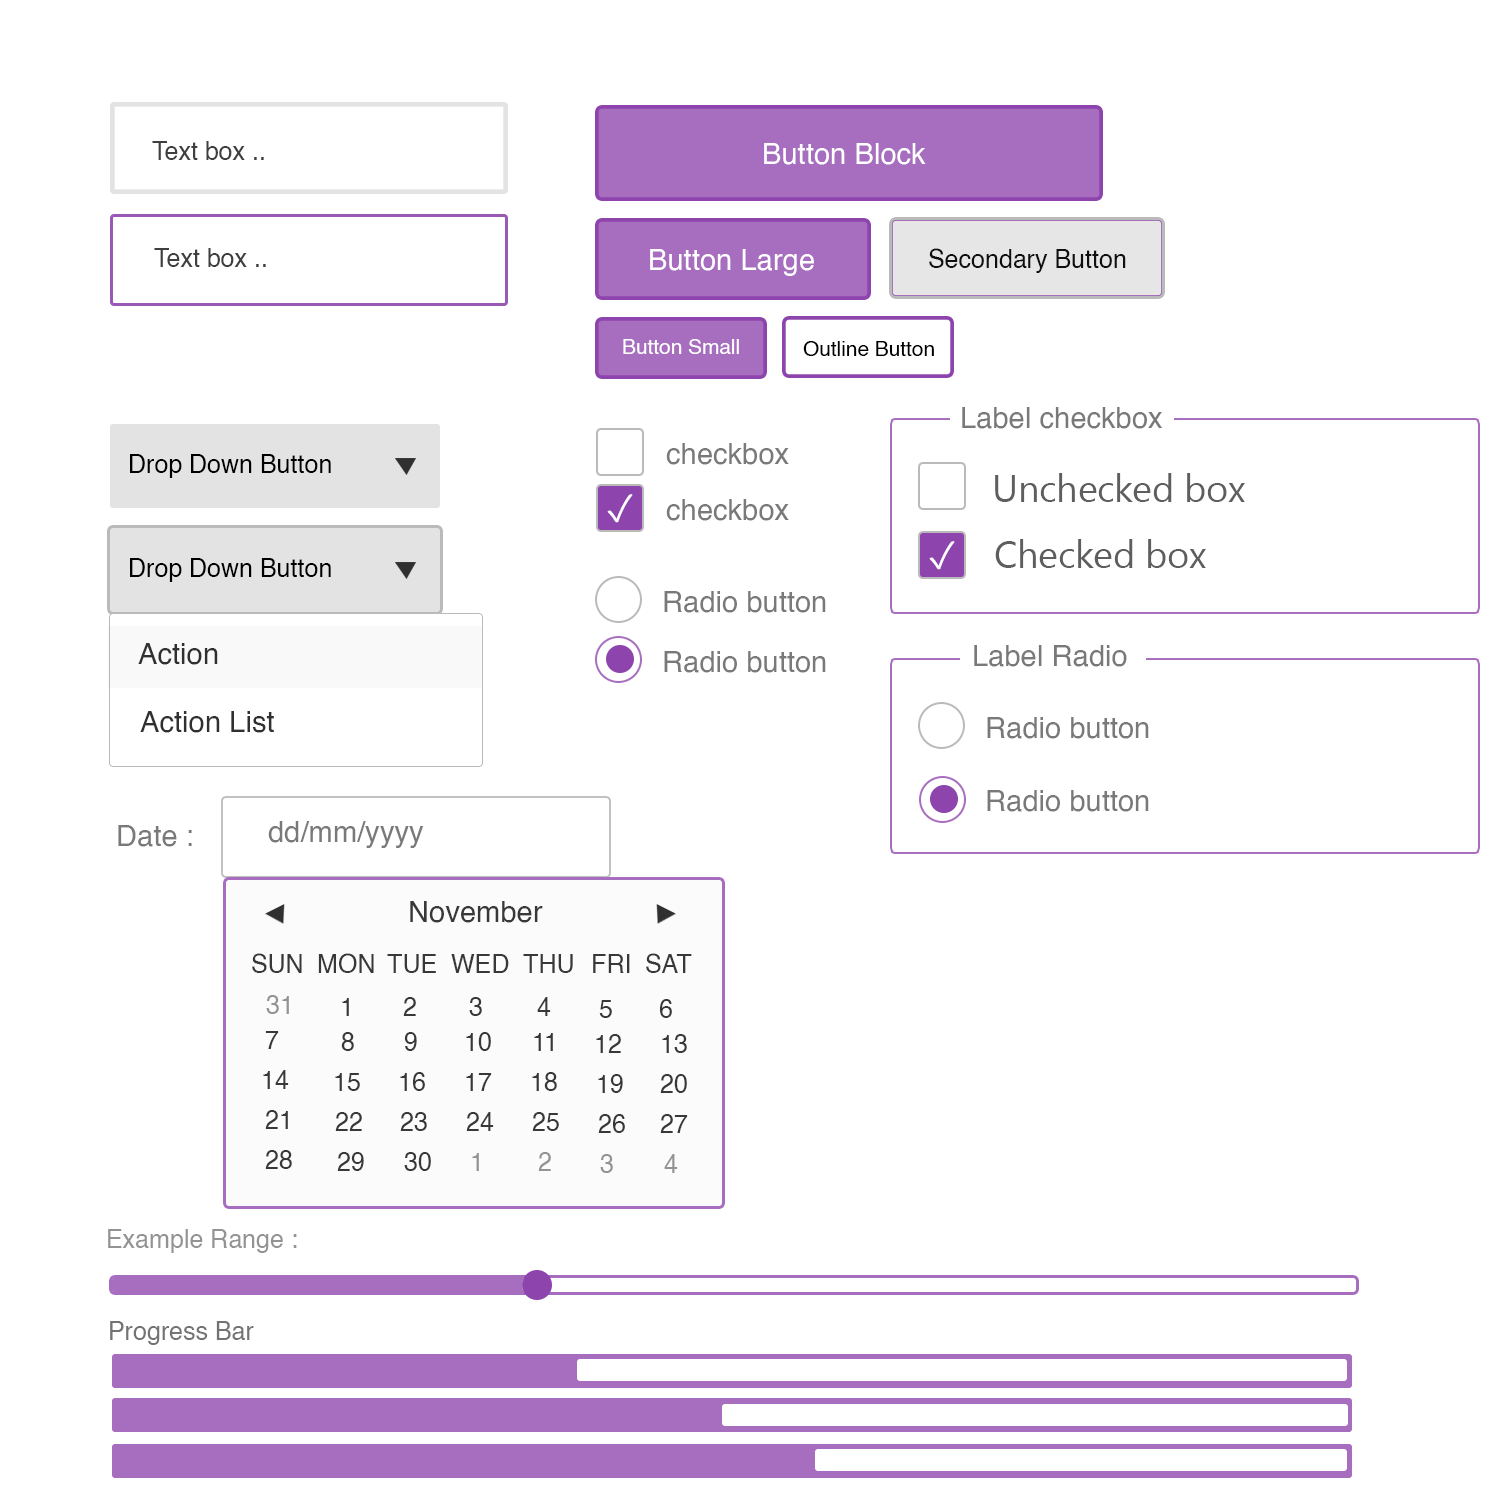 Text box ..
Button Block
Text box ..
Button Large
Secondary Button
Button Small
Outline Button
Drop Down Button
Drop Down Button
Action
Action List
checkbox
checkbox
Radio button
Radio button
Label checkbox
Unchecked box
Checked box
Label Radio
Radio button
Radio button
Date :
dd/mm/yyyy
November
SUN MON TUE WED THU FRI SAT
31 1 2 3 4 5 6
7 8 9 10 11 12 13
14 15 16 17 18 19 20
21 22 23 24 25 26 27
28 29 30 1 2 3 4
Example Range :
Progress Bar